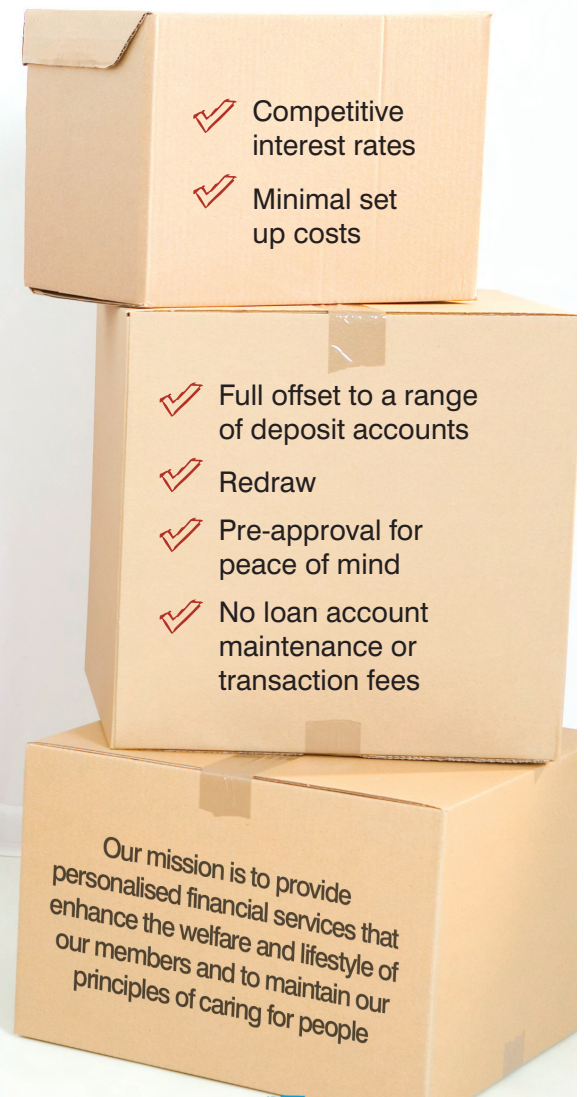 Competitive
interest rates
Minimal set
up costs
Full offset to a range
of deposit accounts
Redraw
Pre-approval for
peace of mind
No loan account
maintenance or
transaction fees
Our mission is to provide
personalised financial services that
enhance the welfare and lifestyle of
our members and to maintain our
principles of caring for people